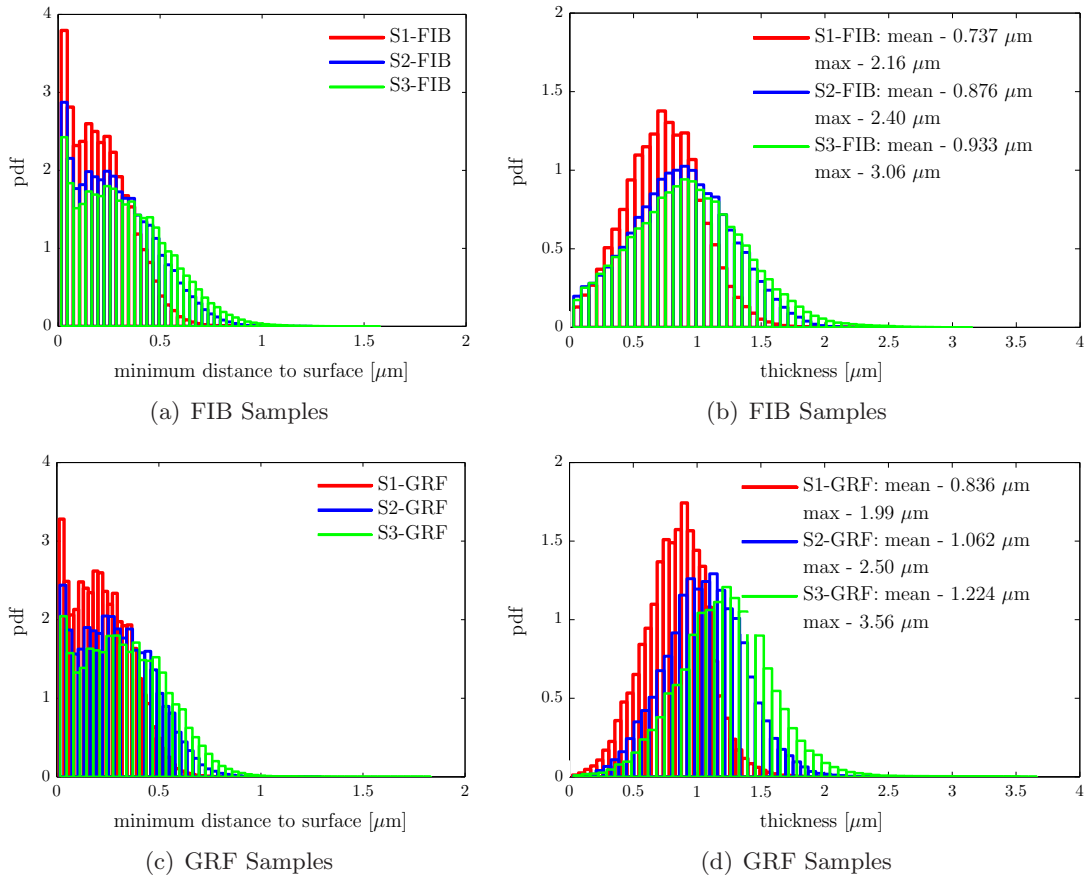 4
3
2
1
0
pdf
S1-FIB
S2-FIB
S3-FIB
0 0.5 1 1.5 2
minimum distance to surface [μm]
(a) FIB Samples
2
1.5
1
0.5
0
pdf
S1-FIB: mean - 0.737 μm
max - 2.16 μm
S2-FIB: mean - 0.876 μm
max - 2.40 μm
S3-FIB: mean - 0.933 μm
max - 3.06 μm
0 0.5 1 1.5 2 2.5 3 3.5 4
thickness [μm]
(b) FIB Samples
4
3
2
1
0
pdf
S1-GRF
S2-GRF
S3-GRF
0 0.5 1 1.5 2
minimum distance to surface [μm]
(c) GRF Samples
2
1.5
1
0.5
0
pdf
S1-GRF: mean - 0.836 μm
max - 1.99 μm
S2-GRF: mean - 1.062 μm
max - 2.50 μm
S3-GRF: mean - 1.224 μm
max - 3.56 μm
0 0.5 1 1.5 2 2.5 3 3.5 4
thickness [μm]
(d) GRF Samples